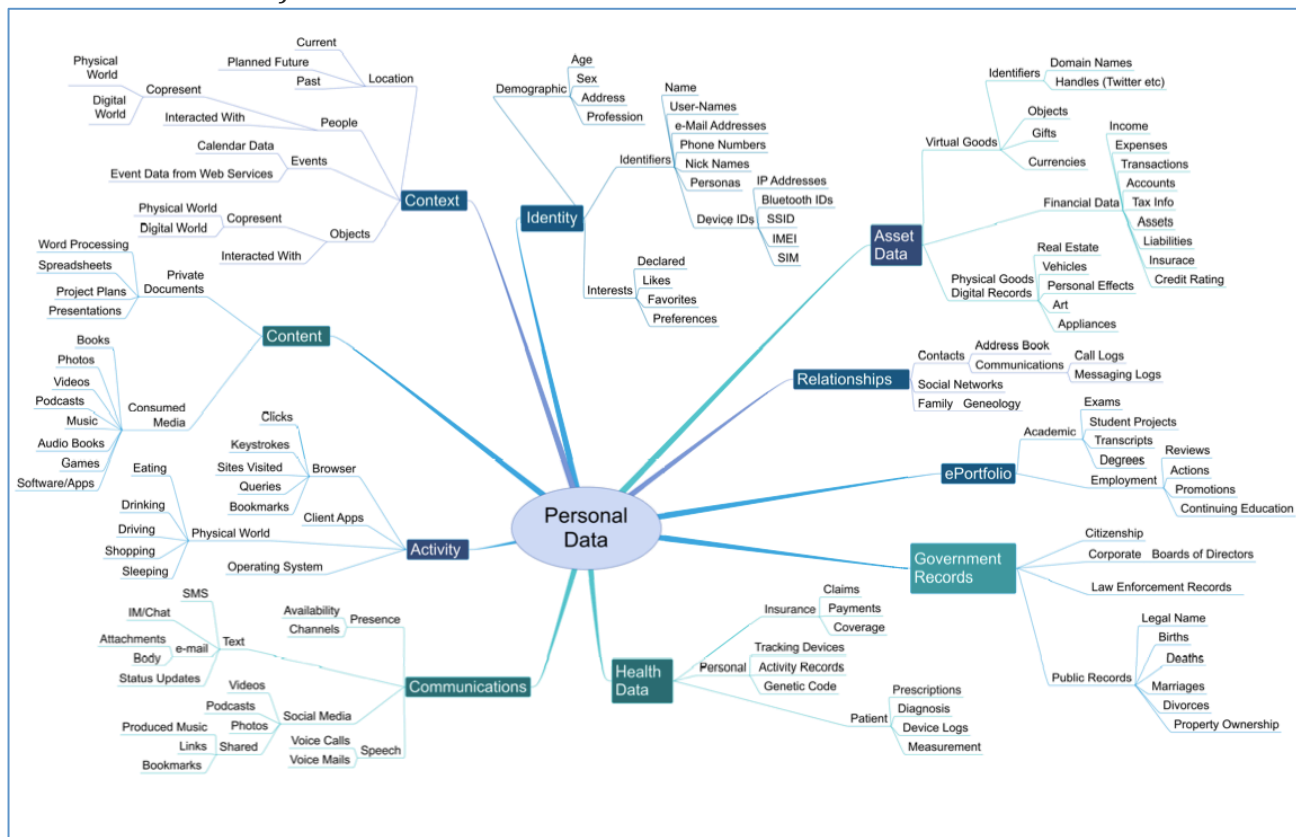 Personal
Data
Context
Location
Current
Planned Future
Past
People
Copresent
Physical
World
Digital
World
Interacted With
Events
Calendar Data
Event Data from Web Services
Objects
Copresent
Physical World
Digital World
Interacted With
Content
Private
Documents
Word Processing
Spreadsheets
Project Plans
Presentations
Consumed
Media
Books
Photos
Videos
Podcasts
Music
Audio Books
Games
Software/Apps
Activity
Browser
Clicks
Keystrokes
Sites Visited
Queries
Bookmarks
Client Apps
Physical World
Eating
Drinking
Driving
Shopping
Sleeping
Operating System
Communications
Presence
Availability
Channels
Text
SMS
IM/Chat
e-mail
Attachments
Body
Status Updates
Social Media
Videos
Podcasts
Photos
Shared
Produced Music
Links
Bookmarks
Speech
Voice Calls
Voice Mails
Identity
Demographic
Age
Sex
Address
Profession
Identifiers
Name
User-Names
e-Mail Addresses
Phone Numbers
Nick Names
Personas
Device IDs
IP Addresses
Bluetooth IDs
SSID
IMEI
SIM
Interests
Declared
Likes
Favorites
Preferences
Asset
Data
Virtual Goods
Identifiers
Domain Names
Handles (Twitter etc)
Objects
Gifts
Currencies
Financial Data
Income
Expenses
Transactions
Accounts
Tax Info
Assets
Liabilities
Insurace
Credit Rating
Physical Goods
Digital Records
Real Estate
Vehicles
Personal Effects
Art
Appliances
Relationships
Contacts
Address Book
Communications
Call Logs
Messaging Logs
Social Networks
Family Geneology
ePortfolio
Academic
Exams
Student Projects
Transcripts
Degrees
Employment
Reviews
Actions
Promotions
Continuing Education
Government
Records
Citizenship
Corporate Boards of Directors
Law Enforcement Records
Public Records
Legal Name
Births
Deaths
Marriages
Divorces
Property Ownership
Health
Data
Insurance
Claims
Payments
Coverage
Personal
Tracking Devices
Activity Records
Genetic Code
Patient
Prescriptions
Diagnosis
Device Logs
Measurement